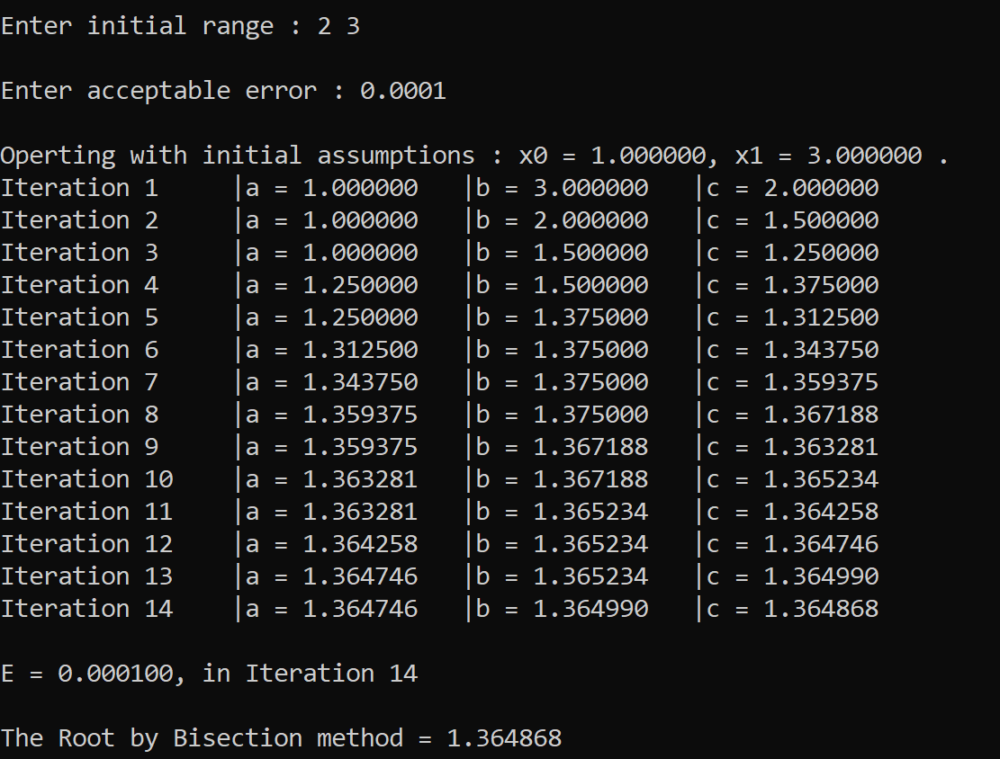 Enter initial range : 2 3
Enter acceptable error : 0.0001
Operting with initial assumptions : x0 = 1.000000, x1 = 3.000000 .
Iteration 1 |a = 1.000000 |b = 3.000000 |c = 2.000000
Iteration 2 |a = 1.000000 |b = 2.000000 |c = 1.500000
Iteration 3 |a = 1.000000 |b = 1.500000 |c = 1.250000
Iteration 4 |a = 1.250000 |b = 1.500000 |c = 1.375000
Iteration 5 |a = 1.250000 |b = 1.375000 |c = 1.312500
Iteration 6 |a = 1.312500 |b = 1.375000 |c = 1.343750
Iteration 7 |a = 1.343750 |b = 1.375000 |c = 1.359375
Iteration 8 |a = 1.359375 |b = 1.375000 |c = 1.367188
Iteration 9 |a = 1.359375 |b = 1.367188 |c = 1.363281
Iteration 10 |a = 1.363281 |b = 1.367188 |c = 1.365234
Iteration 11 |a = 1.363281 |b = 1.365234 |c = 1.364258
Iteration 12 |a = 1.364258 |b = 1.365234 |c = 1.364746
Iteration 13 |a = 1.364746 |b = 1.365234 |c = 1.364990
Iteration 14 |a = 1.364746 |b = 1.364990 |c = 1.364868
E = 0.000100, in Iteration 14
The Root by Bisection method = 1.364868